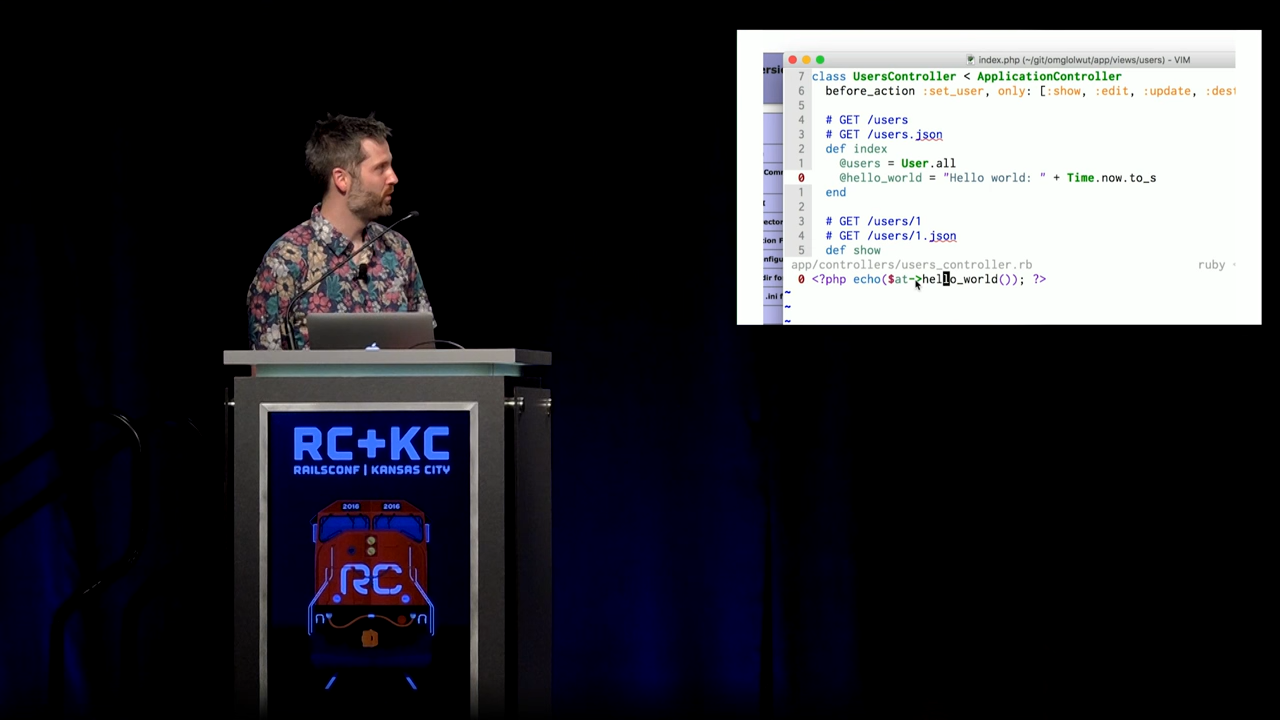 index.php (~/git/omglolwut/app/views/users) - VIM
7 class UsersController < ApplicationController
6 before_action :set_user, only: [:show, :edit, :update, :dest
5
4 # GET /users
3 # GET /users.json
2 def index
1 @users = User.all
0 @hello_world = "Hello world: " + Time.now.to_s
1 end
2
3 # GET /users/1
4 # GET /users/1.json
5 def show
app/controllers/users_controller.rb ruby
0 <?php echo($at->hello_world()); ?>
~
~
~
RC+KC
RAILSCONF | KANSAS CITY
2016 2016
RC